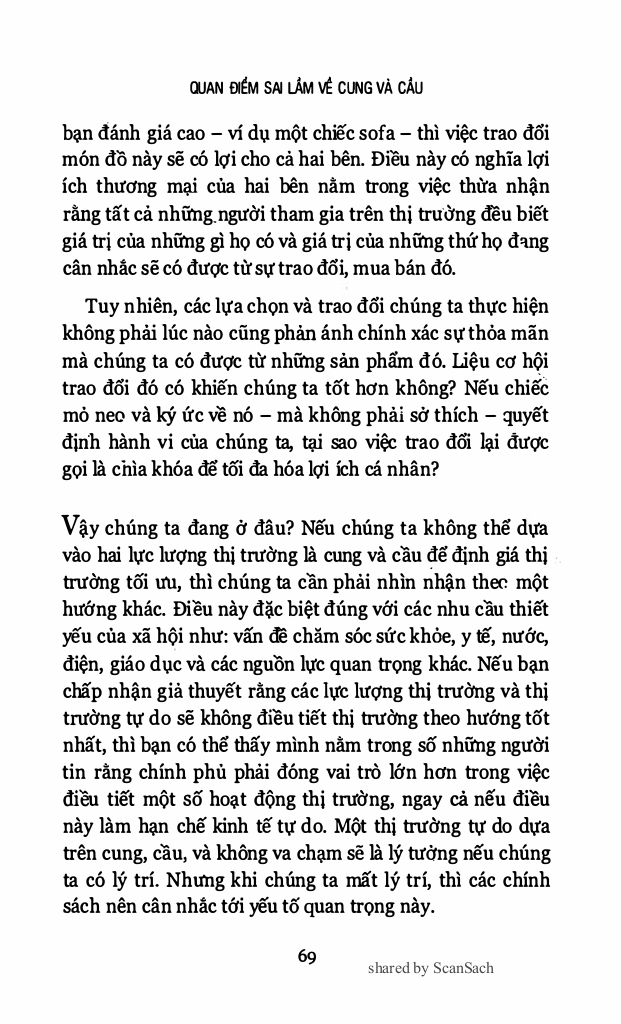 QUAN ĐIỂM SAI LẦM VỀ CUNG VÀ CẦU
bạn đánh giá cao – ví dụ một chiếc sofa – thì việc trao đổi
món đồ này sẽ có lợi cho cả hai bên. Điều này có nghĩa lợi
ích thương mại của hai bên nằm trong việc thừa nhận
rằng tất cả những người tham gia trên thị trường đều biết
giá trị của những gì họ có và giá trị của những thứ họ đang
cân nhắc sẽ có được từ sự trao đổi, mua bán đó.
Tuy nhiên, các lựa chọn và trao đổi chúng ta thực hiện
không phải lúc nào cũng phản ánh chính xác sự thỏa mãn
mà chúng ta có được từ những sản phẩm đó. Liệu cơ hội
trao đổi đó có khiến chúng ta tốt hơn không? Nếu chiếc
mỏ neo và ký ức về nó – mà không phải sở thích – quyết
định hành vi của chúng ta, tại sao việc trao đổi lại được
gọi là chìa khóa để tối đa hóa lợi ích cá nhân?
Vậy chúng ta đang ở đâu? Nếu chúng ta không thể dựa
vào hai lực lượng thị trường là cung và cầu để định giá thị
trường tối ưu, thì chúng ta cần phải nhìn nhận theo một
hướng khác. Điều này đặc biệt đúng với các nhu cầu thiết
yếu của xã hội như: vấn đề chăm sóc sức khỏe, y tế, nước,
điện, giáo dục và các nguồn lực quan trọng khác. Nếu bạn
chấp nhận giả thuyết rằng các lực lượng thị trường và thị
trường tự do sẽ không điều tiết thị trường theo hướng tốt
nhất, thì bạn có thể thấy mình nằm trong số những người
tin rằng chính phủ phải đóng vai trò lớn hơn trong việc
điều tiết một số hoạt động thị trường, ngay cả nếu điều
này làm hạn chế kinh tế tự do. Một thị trường tự do dựa
trên cung, cầu, và không va chạm sẽ là lý tưởng nếu chúng
ta có lý trí. Nhưng khi chúng ta mất lý trí, thì các chính
sách nên cân nhắc tới yếu tố quan trọng này.
69
shared by ScanSach